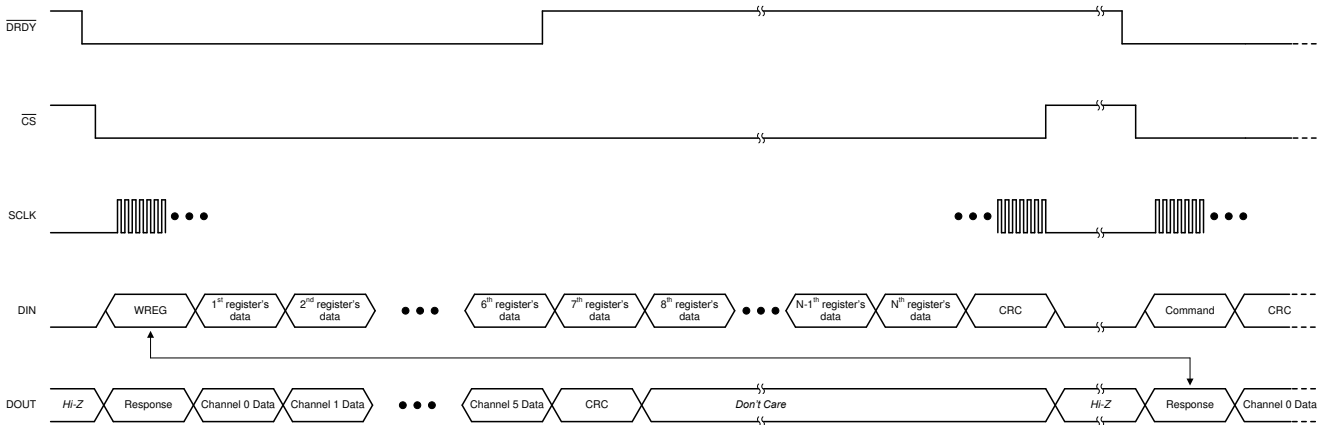 DRDY
CS
SCLK
DIN
WREG
1st register's
data
2nd register's
data
6th register's
data
7th register's
data
8th register's
data
N-1th register's
data
Nth register's
data
CRC
Command
CRC
DOUT
Hi-Z
Response
Channel 0 Data
Channel 1 Data
Channel 5 Data
CRC
Don't Care
Hi-Z
Response
Channel 0 Data